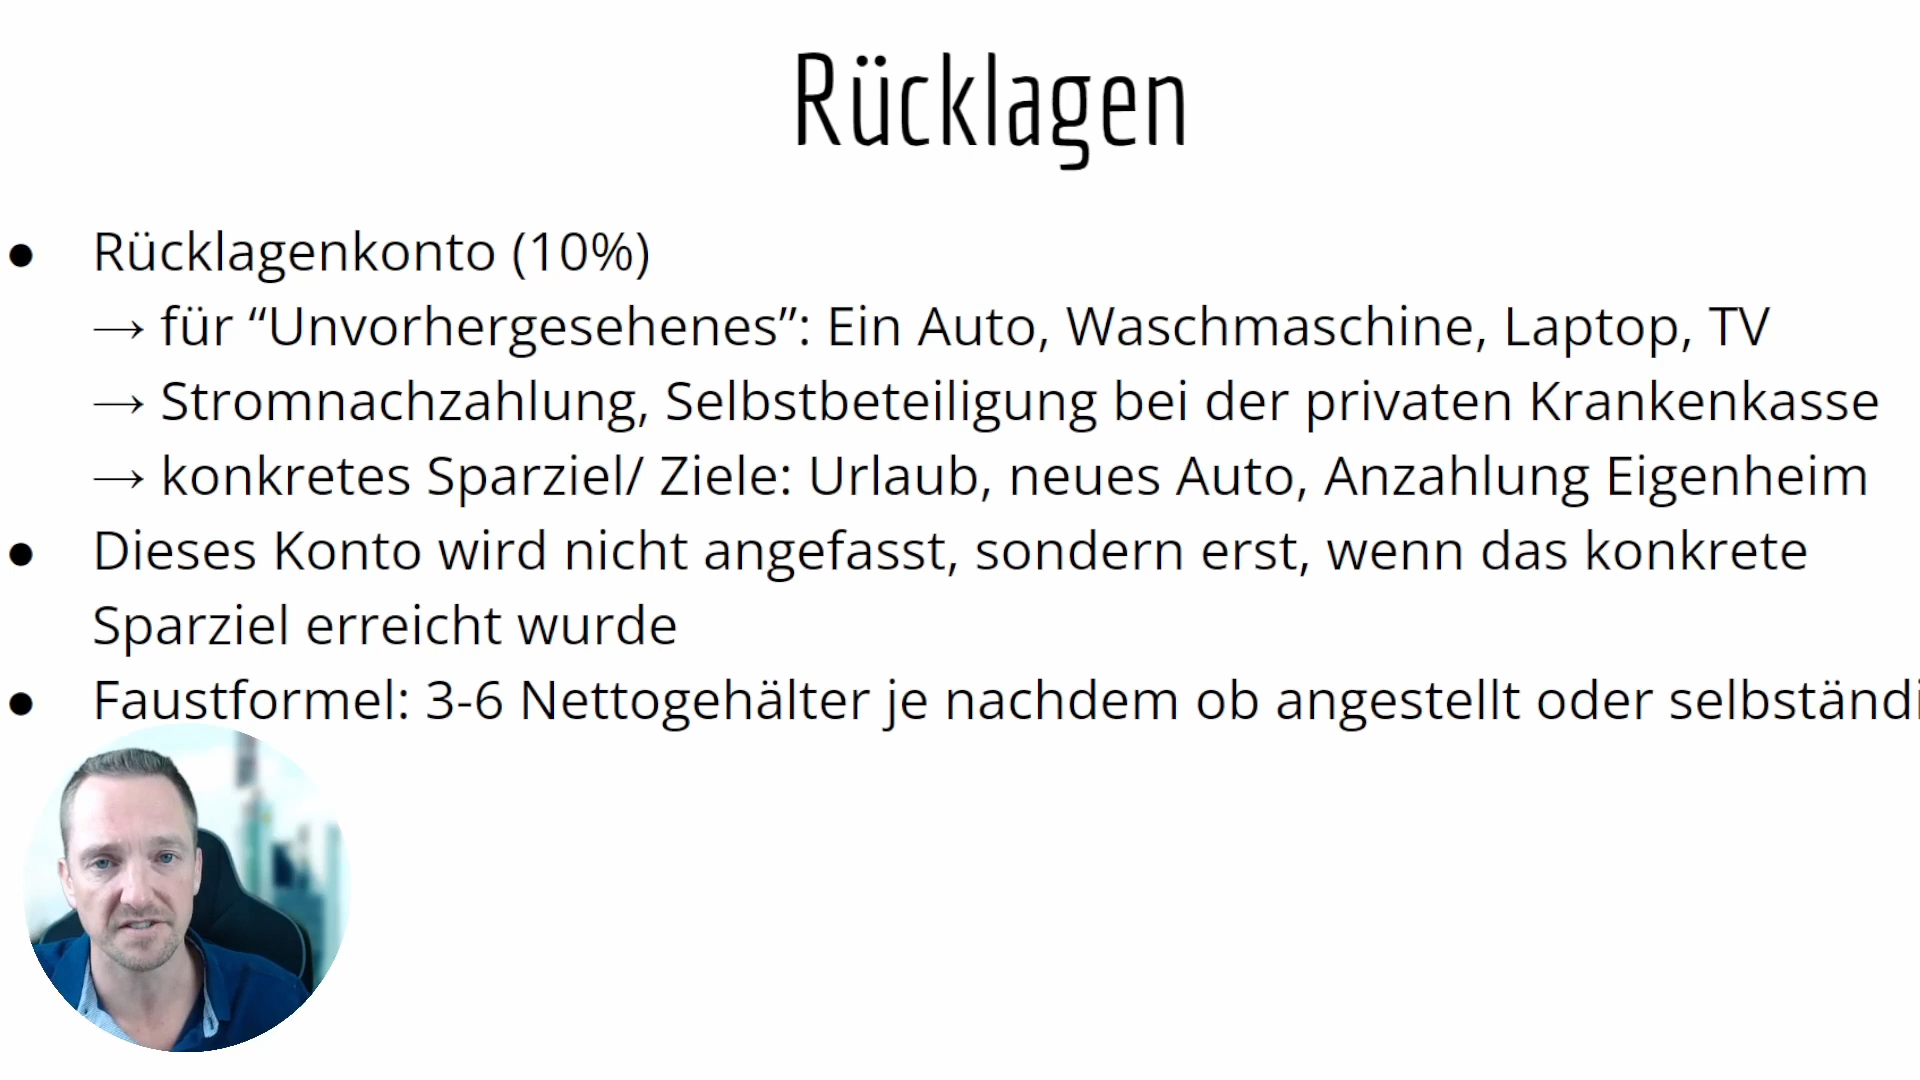 Rücklagen
● Rücklagenkonto (10%)
→ für “Unvorhergesehenes”: Ein Auto, Waschmaschine, Laptop, TV
→ Stromnachzahlung, Selbstbeteiligung bei der privaten Krankenkasse
→ konkretes Sparziel/ Ziele: Urlaub, neues Auto, Anzahlung Eigenheim
● Dieses Konto wird nicht angefasst, sondern erst, wenn das konkrete
Sparziel erreicht wurde
● Faustformel: 3-6 Nettogehälter je nachdem ob angestellt oder selbständi